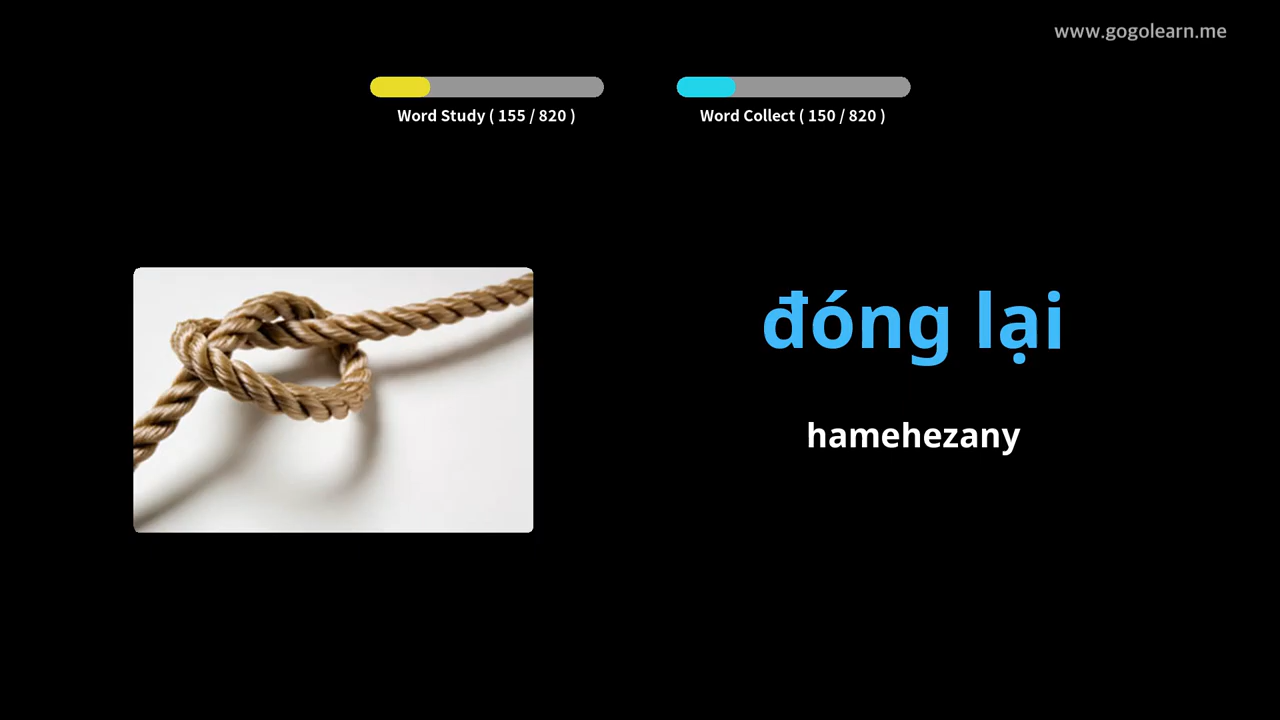 www.gogolearn.me
Word Study ( 155 / 820 )
Word Collect ( 150 / 820 )
đóng lại
hamehezany